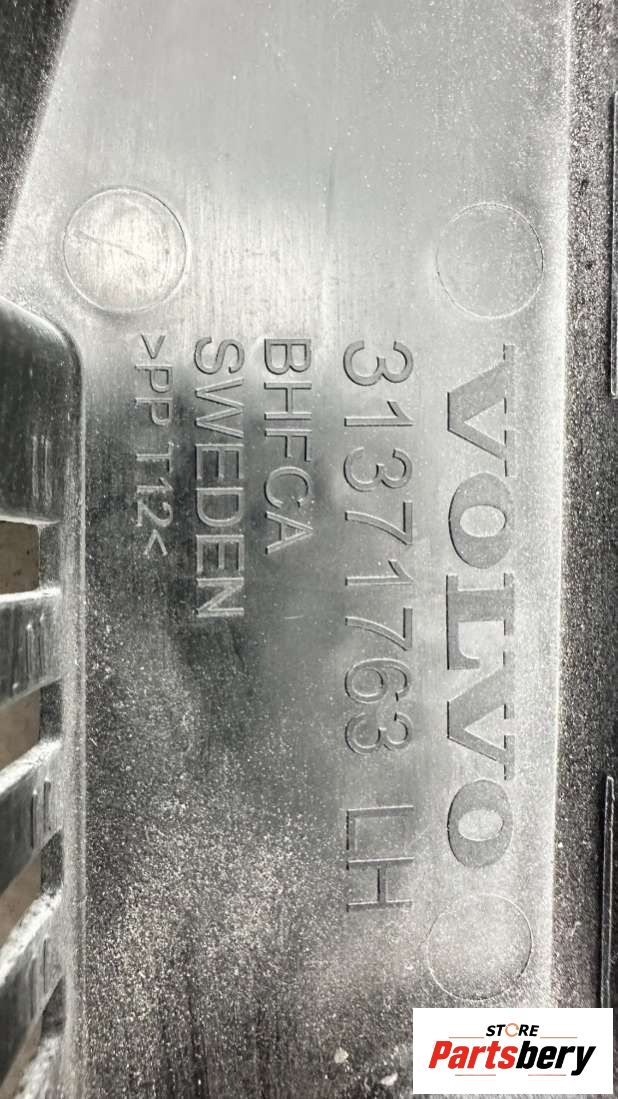 VOLVO
31371763 LH
BHFCA
SWEDEN
>PP T12<
STORE
Partsbery